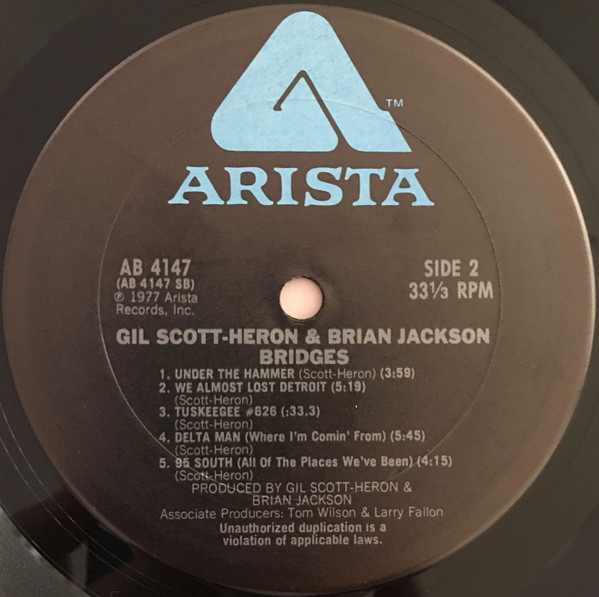 TM
ARISTA
AB 4147
(AB 4147 SB)
℗ 1977 Arista
Records, Inc.
SIDE 2
33⅓ RPM
GIL SCOTT-HERON & BRIAN JACKSON
BRIDGES
1. UNDER THE HAMMER (Scott-Heron) (3:59)
2. WE ALMOST LOST DETROIT (5:19)
(Scott-Heron)
3. TUSKEEGEE #626 (:33.3)
(Scott-Heron)
4. DELTA MAN (Where I'm Comin' From) (5:45)
(Scott-Heron)
5. 95 SOUTH (All Of The Places We've Been) (4:15)
(Scott-Heron)
PRODUCED BY GIL SCOTT-HERON &
BRIAN JACKSON
Associate Producers: Tom Wilson & Larry Fallon
Unauthorized duplication is a
violation of applicable laws.